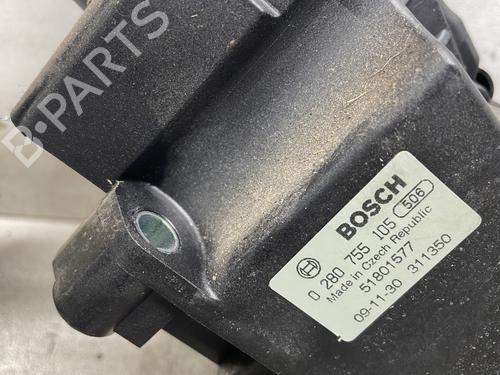 B-PARTS
BOSCH
0 280 755 105 506
Made in Czech Republic
51801577
09-11-30 311350